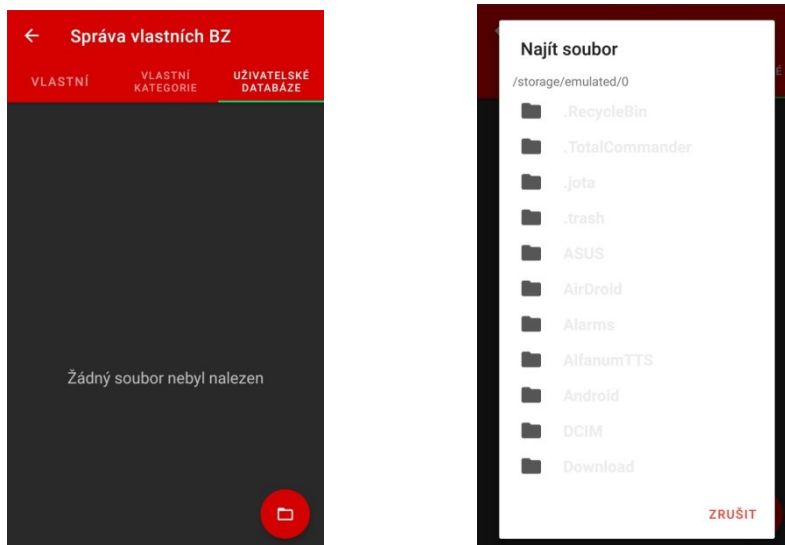 Správa vlastních BZ
VLASTNÍ
VLASTNÍ
KATEGORIE
UŽIVATELSKÉ
DATABÁZE
Žádný soubor nebyl nalezen
Najít soubor
/storage/emulated/0
.RecycleBin
.TotalCommander
.jota
.trash
ASUS
AirDroid
Alarms
AlfanumTTS
Android
DCIM
Download
ZRUŠIT